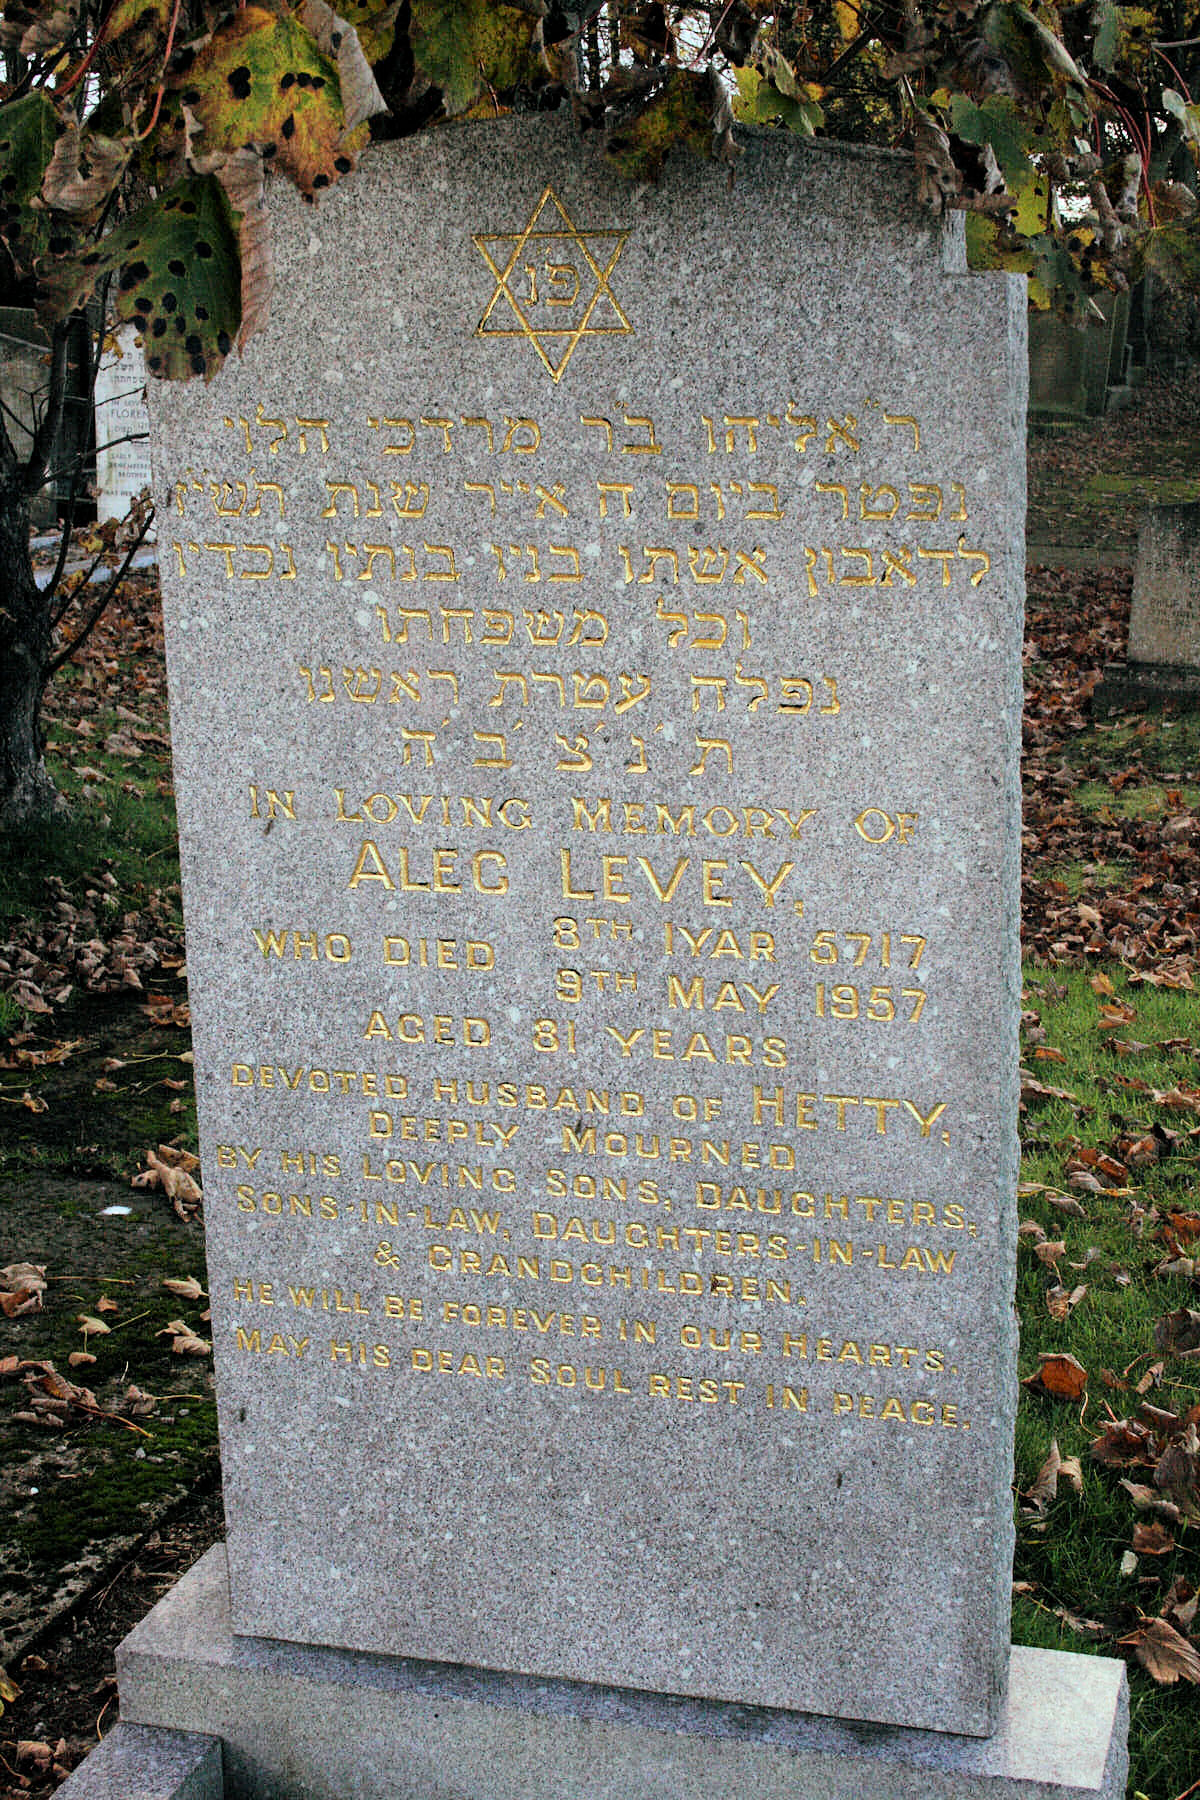 פ״נ
ר׳ אליהו ב״ר מרדכי הלוי
נפטר ביום ח אייר שנת תשי״ז
לדאבון אשתו בניו בנתיו נכדיו
וכל משפחתו
נפלה עטרת ראשנו
ת׳נ׳צ׳ב׳ה
IN LOVING MEMORY OF
ALEC LEVEY,
WHO DIED 8TH IYAR 5717
9TH MAY 1957
AGED 81 YEARS
DEVOTED HUSBAND OF HETTY,
DEEPLY MOURNED
BY HIS LOVING SONS, DAUGHTERS,
SONS-IN-LAW, DAUGHTERS-IN-LAW
& GRANDCHILDREN.
HE WILL BE FOREVER IN OUR HEARTS.
MAY HIS DEAR SOUL REST IN PEACE.